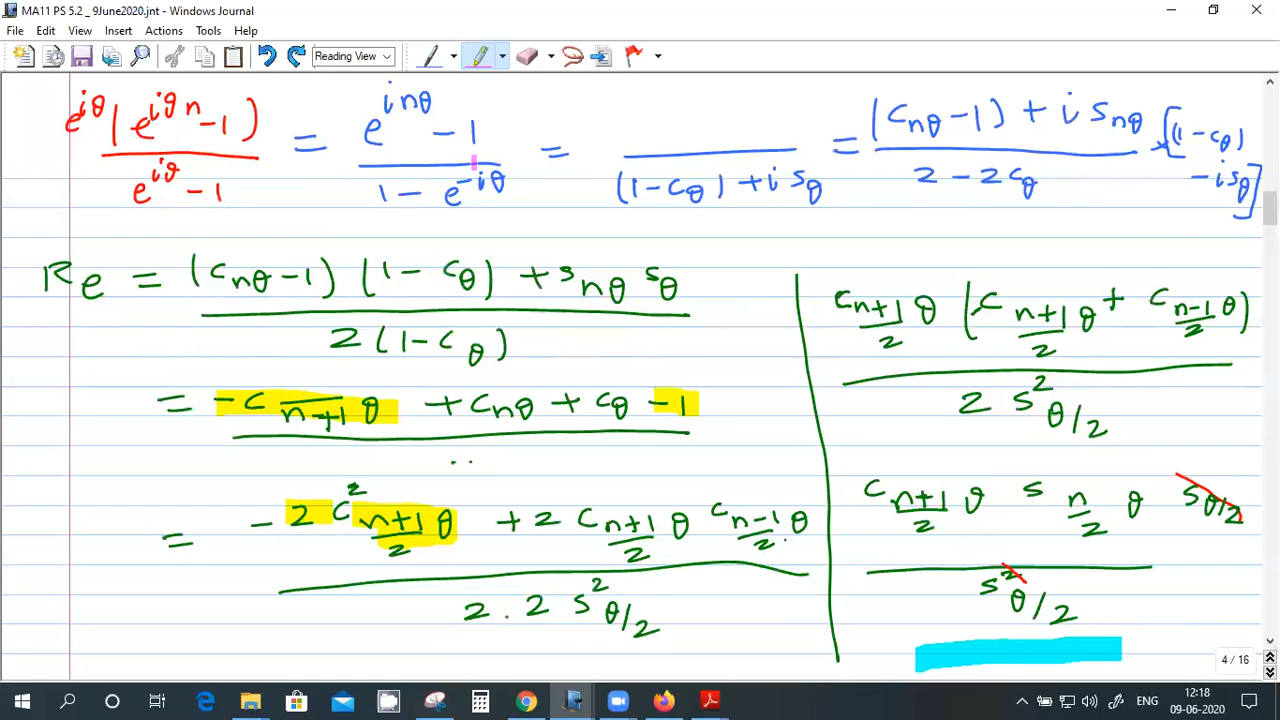 MA11 PS 5.2 _ 9June2020.jnt - Windows Journal
File Edit View Insert Actions Tools Help
Reading View
e^{iθ}(e^{iθn} - 1) / (e^{iθ} - 1) = (e^{inθ} - 1) / (1 - e^{-iθ}) = ‾‾‾ / ((1 - c_θ) + i s_θ) = ((c_{nθ} - 1) + i s_{nθ}) / (2 - 2c_θ) × [(1 - c_θ) - i s_θ]
Re = ((c_{nθ} - 1)(1 - c_θ) + s_{nθ} s_θ) / (2(1 - c_θ))
= (-c_{\overline{n+1}θ} + c_{nθ} + c_θ - 1) / ..
= (-2 c²_{(n+1)/2 θ} + 2 c_{(n+1)/2 θ} c_{(n-1)/2 θ}) / (2 . 2 s²_{θ/2})
c_{(n+1)/2 θ} (-c_{(n+1)/2 θ} + c_{(n-1)/2 θ}) / (2 s²_{θ/2})
c_{(n+1)/2 θ} s_{n/2 θ} s_{θ/2} / s²_{θ/2}
4 / 16
ENG
12:18
09-06-2020